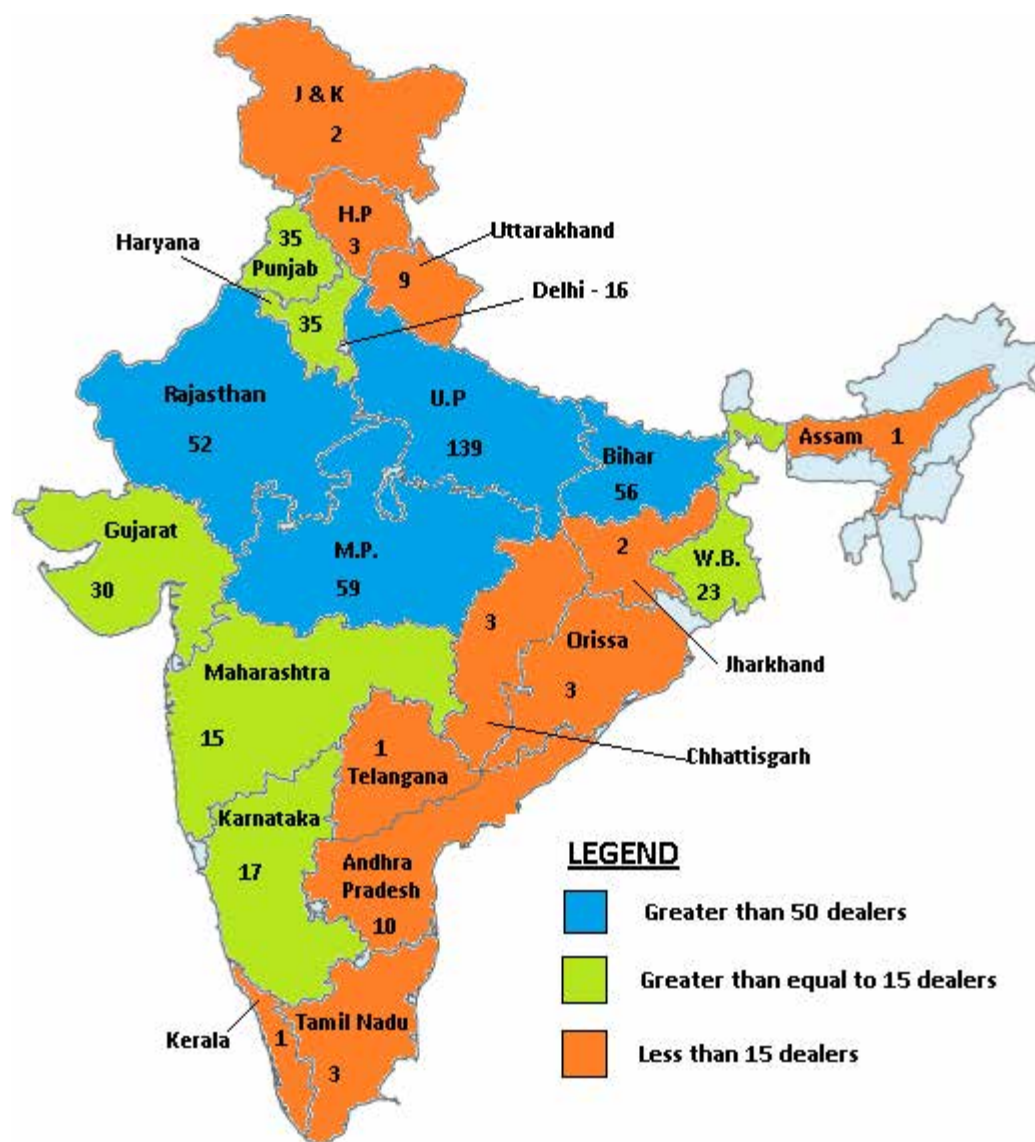 J & K
2
H.P
3
Uttarakhand
9
Haryana
35
Punjab
Delhi - 16
35
Rajasthan
52
U.P
139
Bihar
56
Assam 1
Gujarat
30
M.P.
59
2
W.B.
23
3
Orissa
3
Jharkhand
Maharashtra
15
Chhattisgarh
1
Telangana
Karnataka
17
Andhra
Pradesh
10
Kerala
1
Tamil Nadu
3
LEGEND
Greater than 50 dealers
Greater than equal to 15 dealers
Less than 15 dealers